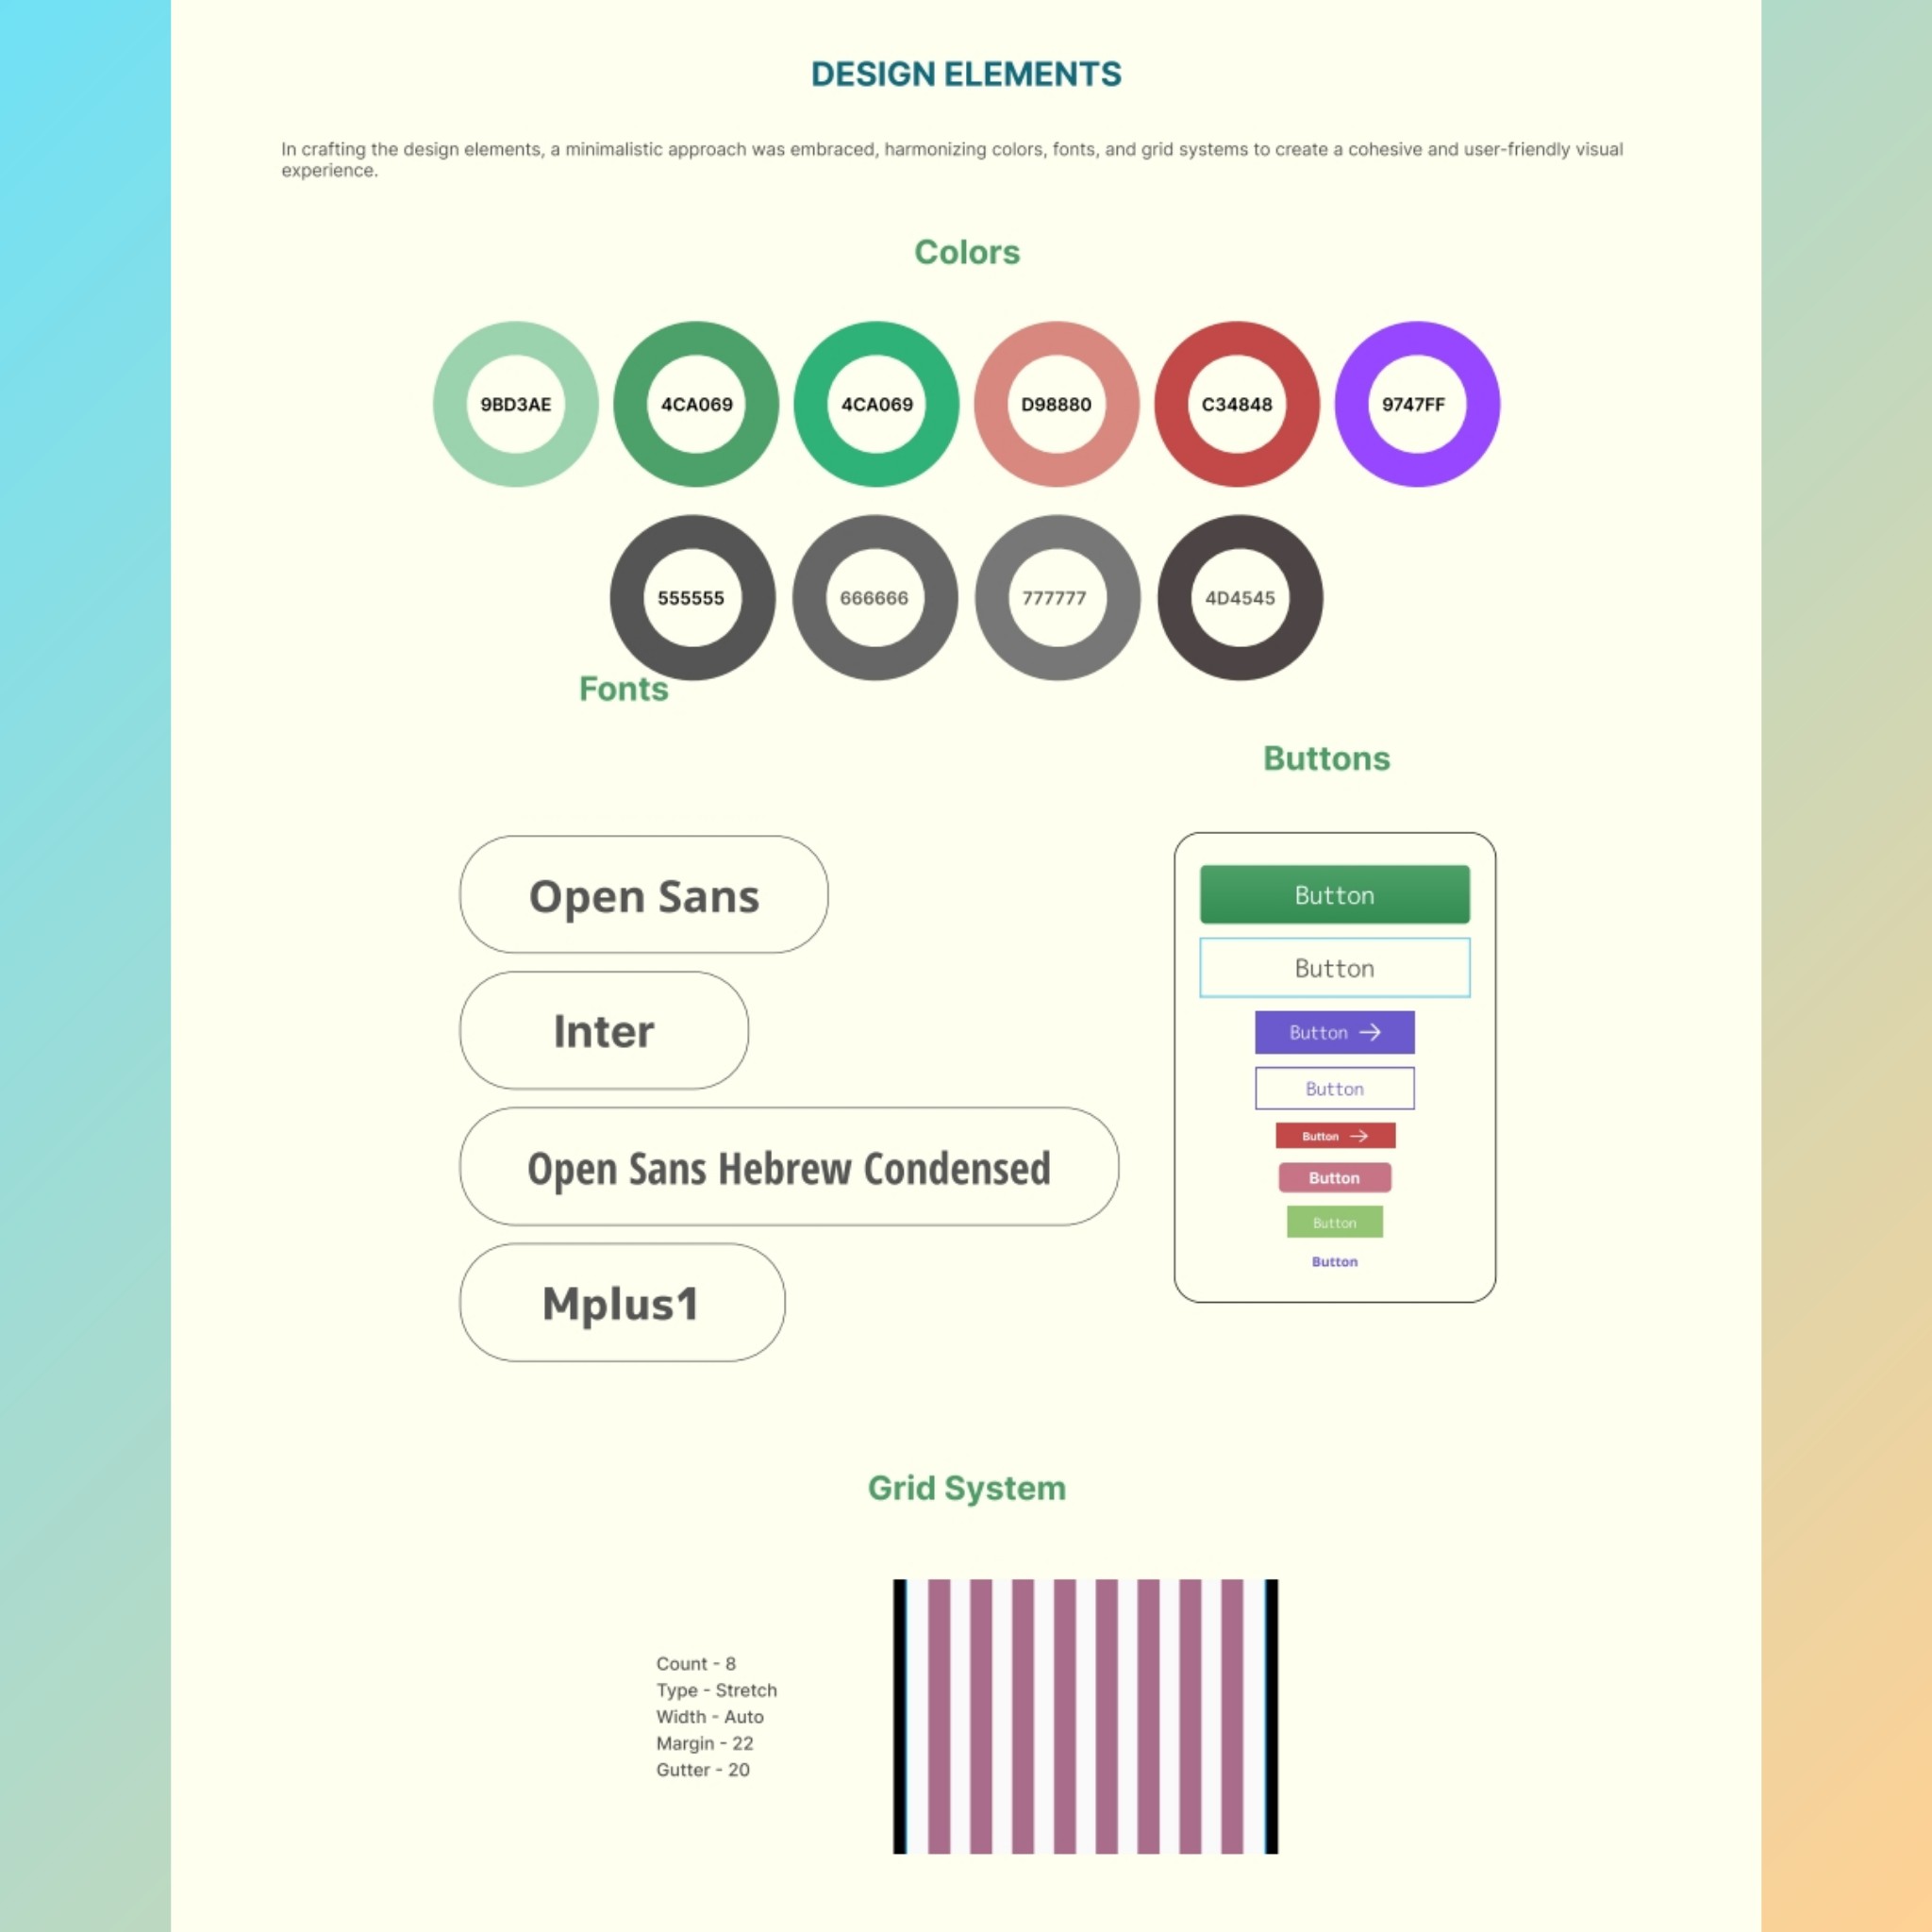 DESIGN ELEMENTS
In crafting the design elements, a minimalistic approach was embraced, harmonizing colors, fonts, and grid systems to create a cohesive and user-friendly visual
experience.
Colors
9BD3AE
4CA069
4CA069
D98880
C34848
9747FF
555555
666666
777777
4D4545
Fonts
Open Sans
Inter
Open Sans Hebrew Condensed
Mplus1
Buttons
Button
Button
Button →
Button
Button →
Button
Button
Button
Grid System
Count - 8
Type - Stretch
Width - Auto
Margin - 22
Gutter - 20